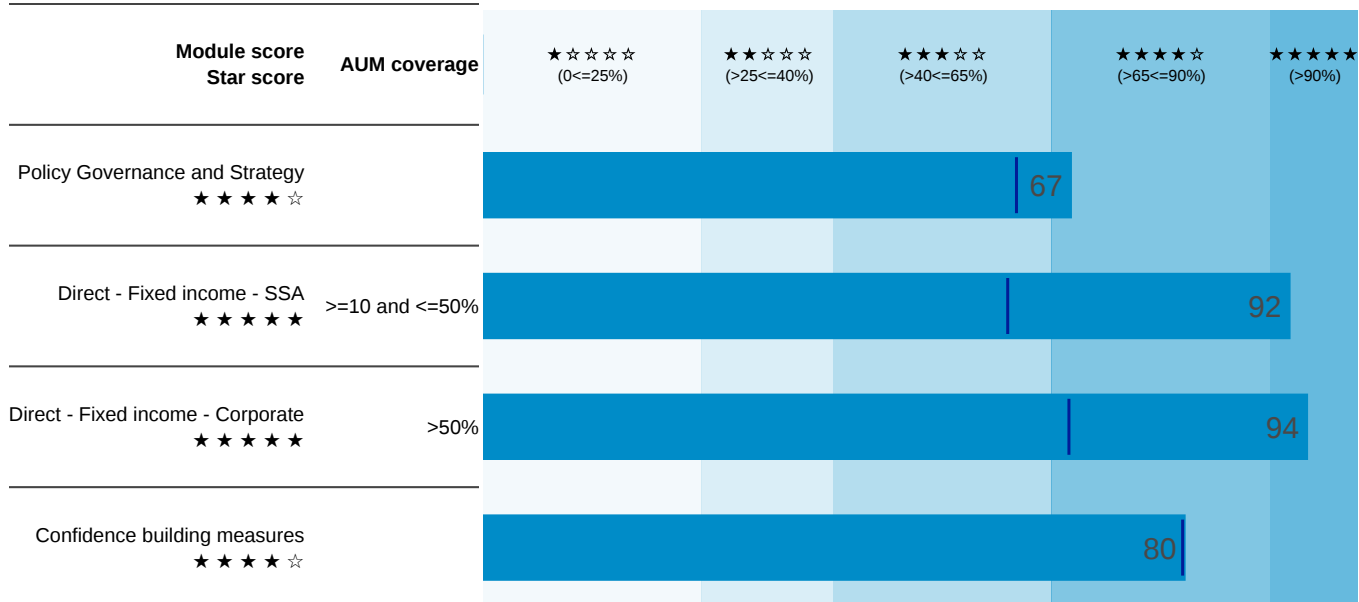 Module score
Star score
AUM coverage
★☆☆☆☆
(0<=25%)
★★☆☆☆
(>25<=40%)
★★★☆☆
(>40<=65%)
★★★★☆
(>65<=90%)
★★★★★
(>90%)
Policy Governance and Strategy
★★★★☆
67
Direct - Fixed income - SSA
★★★★★
>=10 and <=50%
92
Direct - Fixed income - Corporate
★★★★★
>50%
94
Confidence building measures
★★★★☆
80